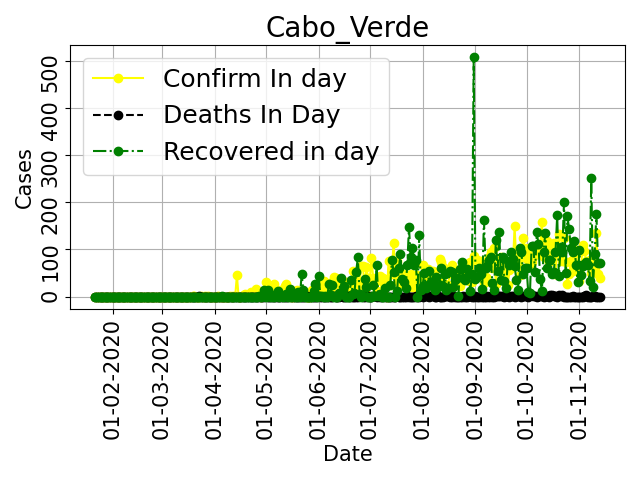 Cabo_Verde
Confirm In day
Deaths In Day
Recovered in day
Cases
500
400
300
200
100
0
01-02-2020
01-03-2020
01-04-2020
01-05-2020
01-06-2020
01-07-2020
01-08-2020
01-09-2020
01-10-2020
01-11-2020
Date